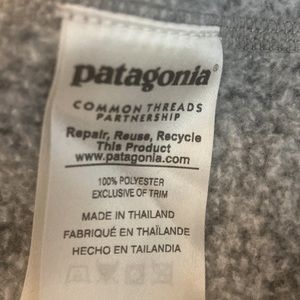 patagonia®
COMMON THREADS
PARTNERSHIP
Repair, Reuse, Recycle
This Product
www.patagonia.com
100% POLYESTER
EXCLUSIVE OF TRIM
MADE IN THAILAND
FABRIQUÉ EN THAÏLANDE
HECHO EN TAILANDIA